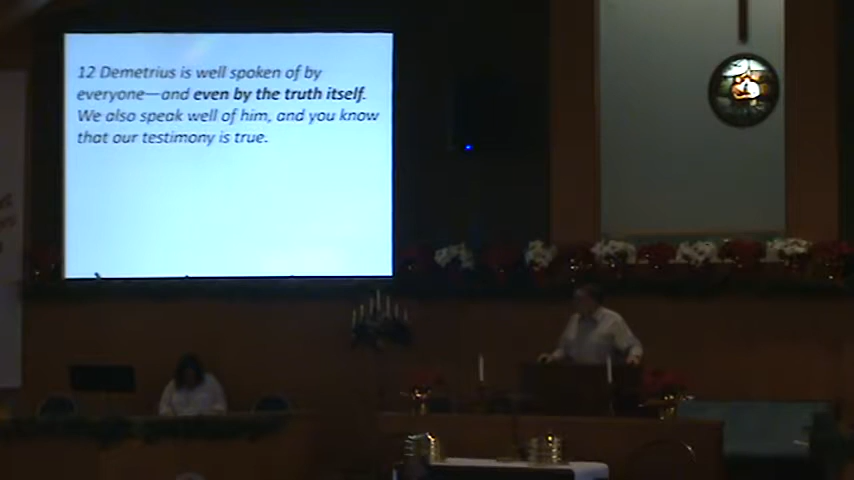 12 Demetrius is well spoken of by
everyone—and even by the truth itself.
We also speak well of him, and you know
that our testimony is true.